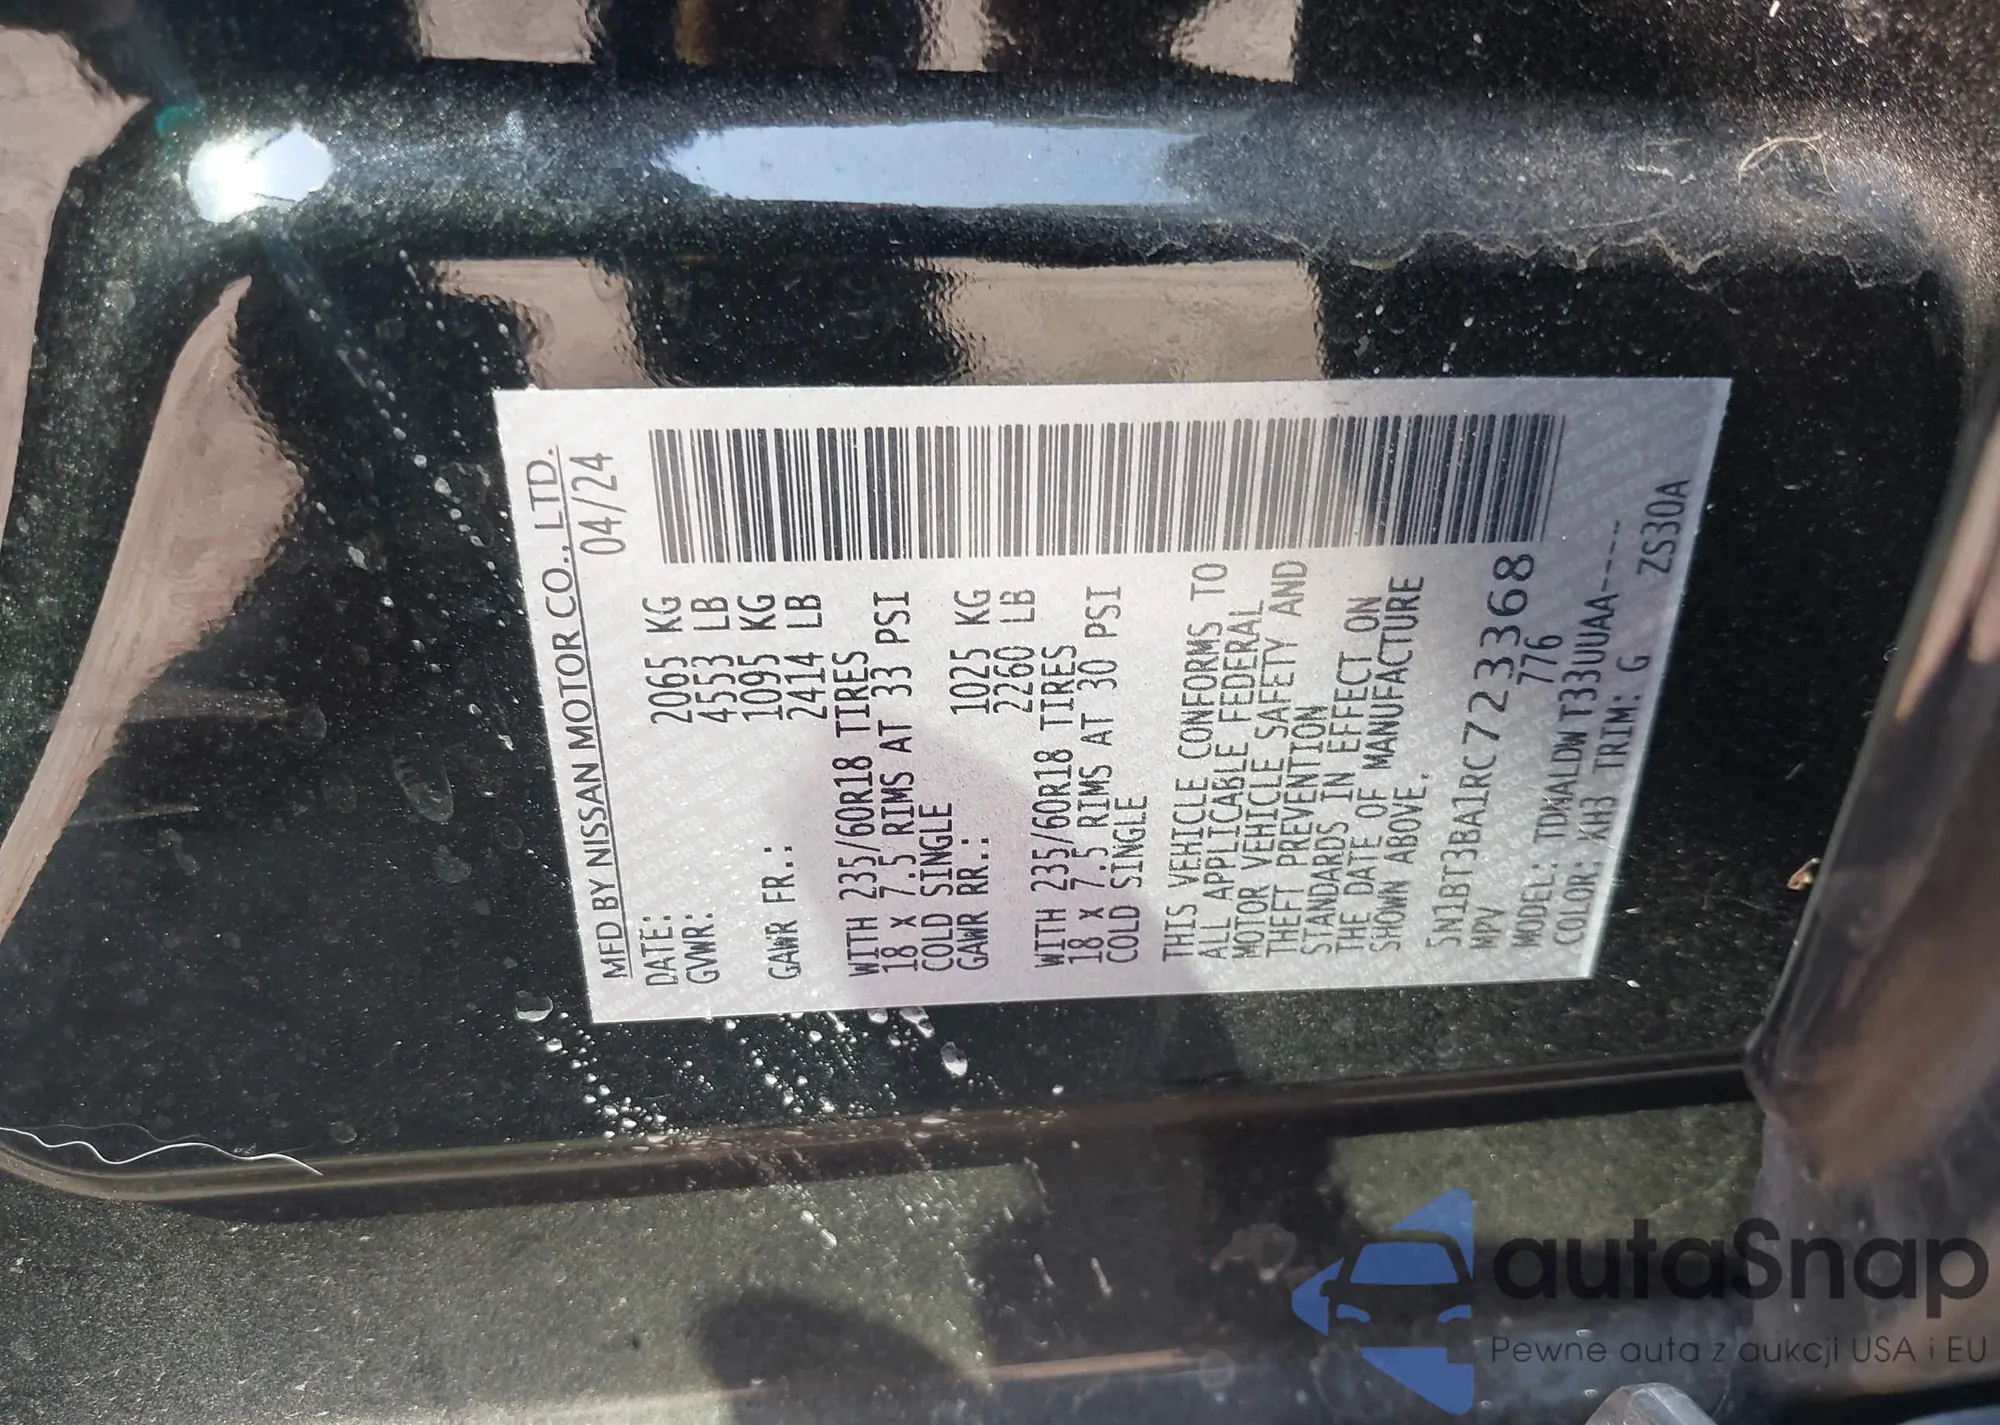 MFD BY NISSAN MOTOR CO., LTD.
DATE: 04/24
GVWR: 2065 KG
4553 LB
GAWR FR.: 1095 KG
2414 LB
WITH 235/60R18 TIRES
18 X 7.5 RIMS AT 33 PSI
COLD SINGLE
GAWR RR.: 1025 KG
2260 LB
WITH 235/60R18 TIRES
18 X 7.5 RIMS AT 30 PSI
COLD SINGLE
THIS VEHICLE CONFORMS TO
ALL APPLICABLE FEDERAL
MOTOR VEHICLE SAFETY AND
THEFT PREVENTION
STANDARDS IN EFFECT ON
THE DATE OF MANUFACTURE
SHOWN ABOVE.
5N1BT3BA1RC723368
MPV 776
MODEL: TDMALDWT33UUAA----
COLOR: KH3 TRIM: G ZS30A
autaSnap
Pewne auta z aukcji USA i EU